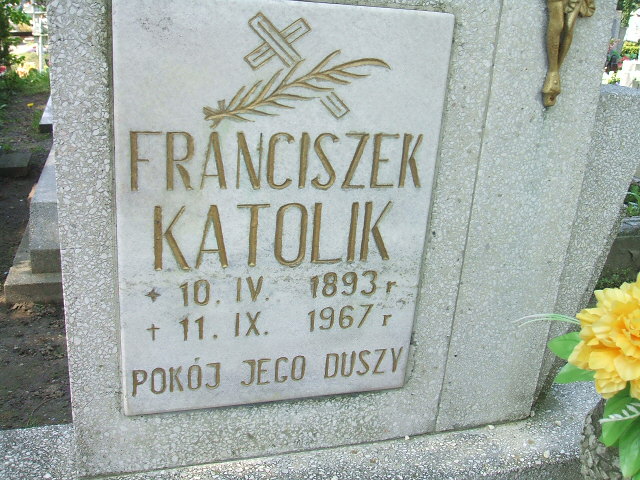 FRANCISZEK
KATOLIK
* 10. IV. 1893 r
† 11. IX. 1967 r
POKÓJ JEGO DUSZY